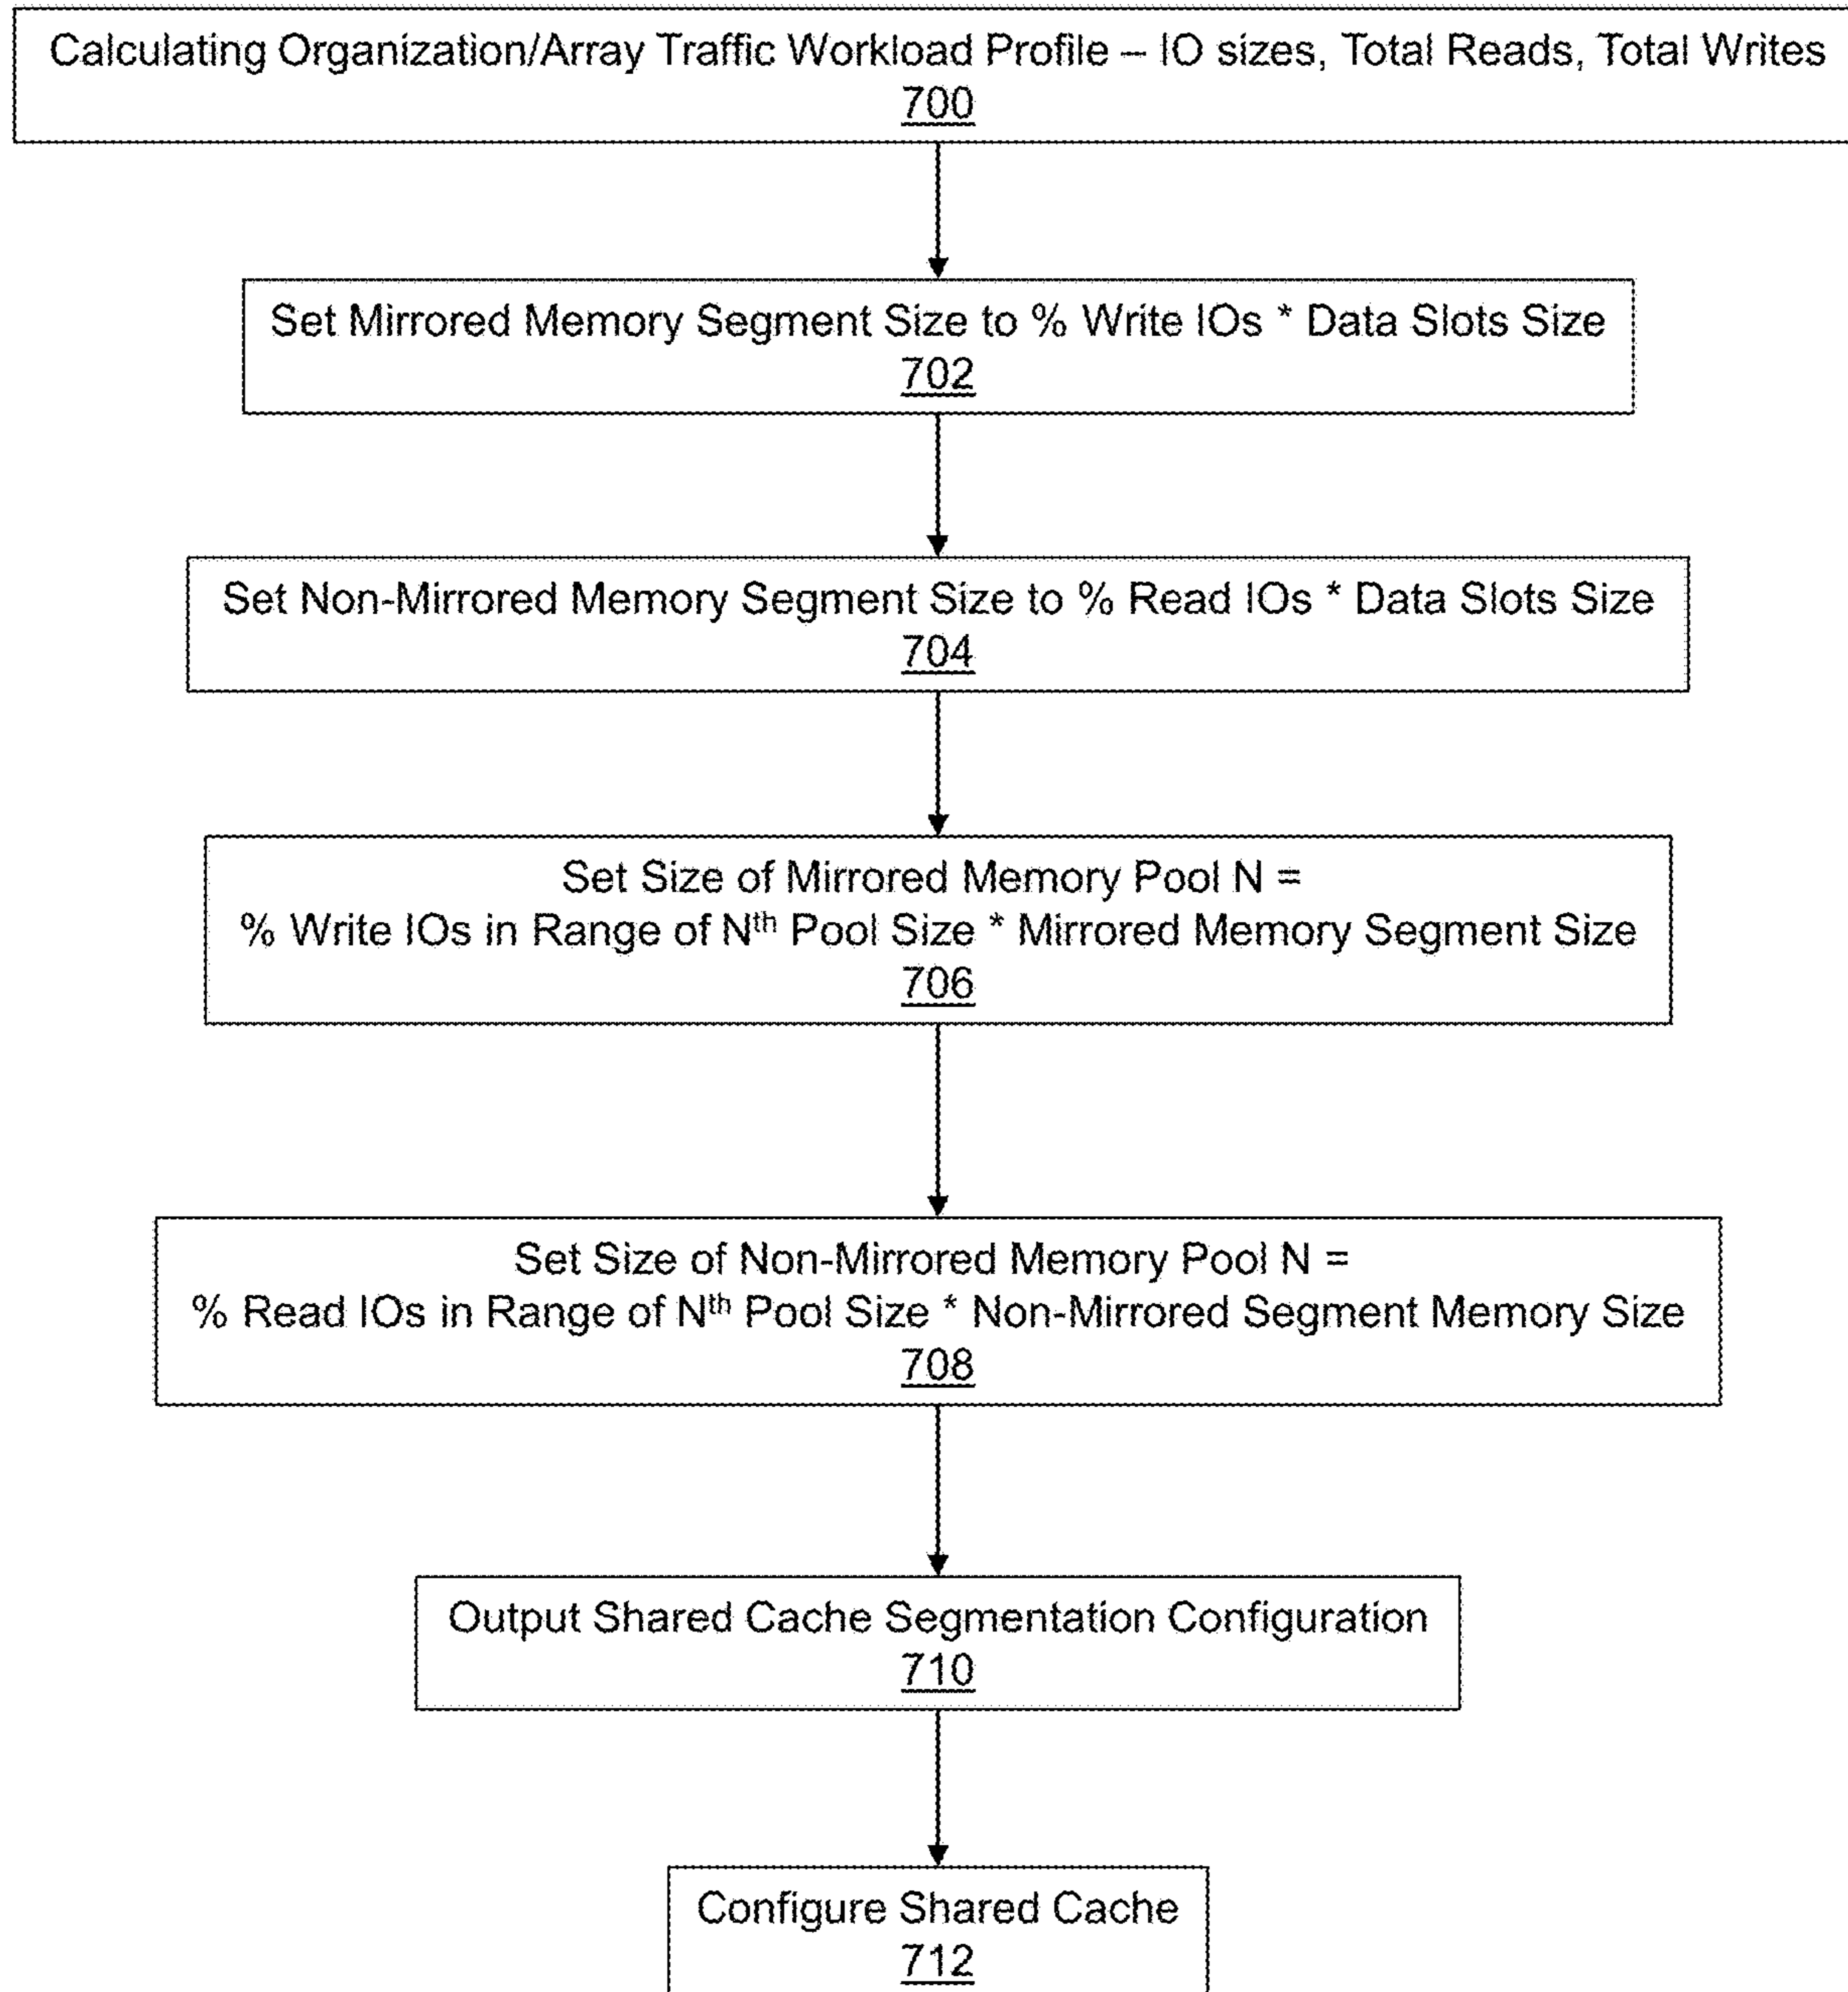 Calculating Organization/Array Traffic Workload Profile – IO sizes, Total Reads, Total Writes
700
Set Mirrored Memory Segment Size to % Write IOs * Data Slots Size
702
Set Non-Mirrored Memory Segment Size to % Read IOs * Data Slots Size
704
Set Size of Mirrored Memory Pool N =
% Write IOs in Range of Nth Pool Size * Mirrored Memory Segment Size
706
Set Size of Non-Mirrored Memory Pool N =
% Read IOs in Range of Nth Pool Size * Non-Mirrored Segment Memory Size
708
Output Shared Cache Segmentation Configuration
710
Configure Shared Cache
712